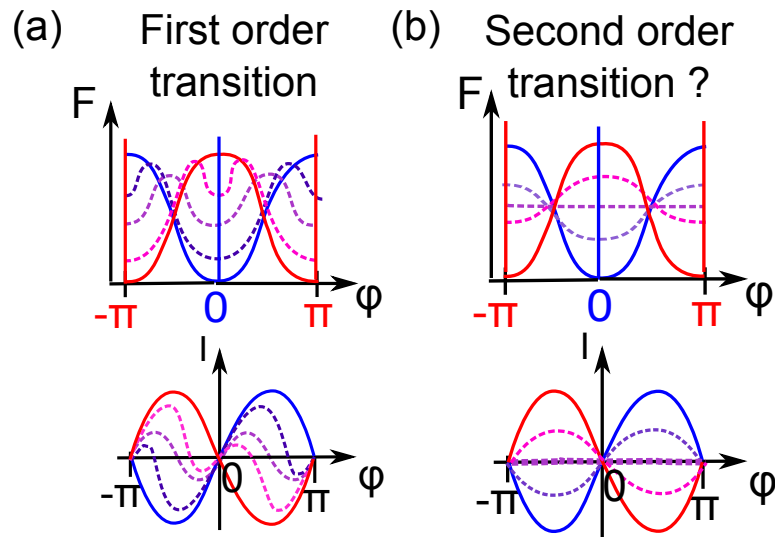 (a) First order
transition
F
-π 0 π φ
I
-π 0 π φ
(b) Second order
transition ?
F
-π 0 π φ
I
-π 0 π φ